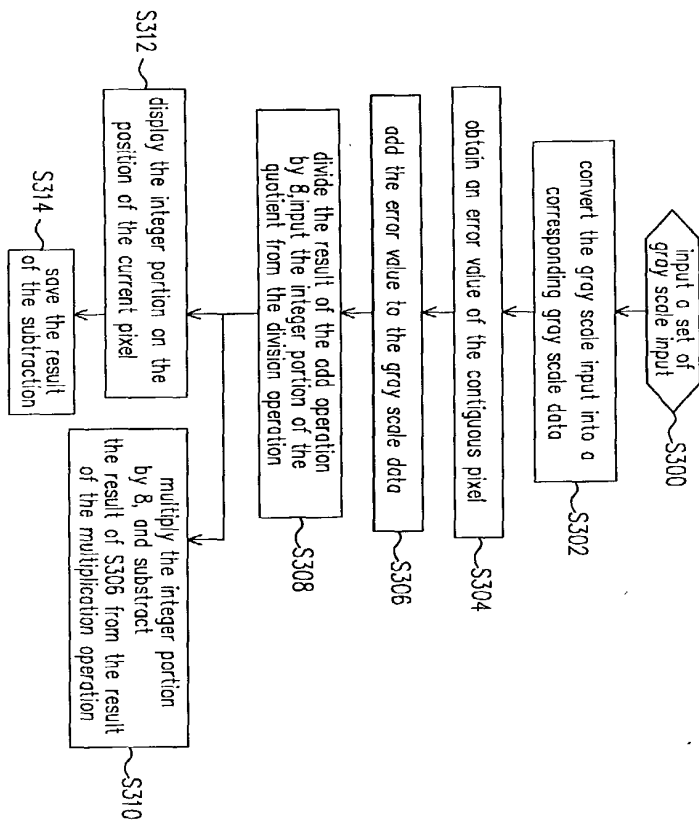 input a set of
gray scale input
S300
convert the gray scale input into a
corresponding gray scale data
S302
obtain an error value of the contiguous pixel
S304
add the error value to the gray scale data
S306
divide the result of the add operation
by 8,input the integer portion of the
quotient from the division operation
S308
display the integer portion on the
position of the current pixel
S312
multiply the integer portion
by 8, and substract
the result of S306 from the result
of the multiplication operation
S310
save the result
of the subtraction
S314